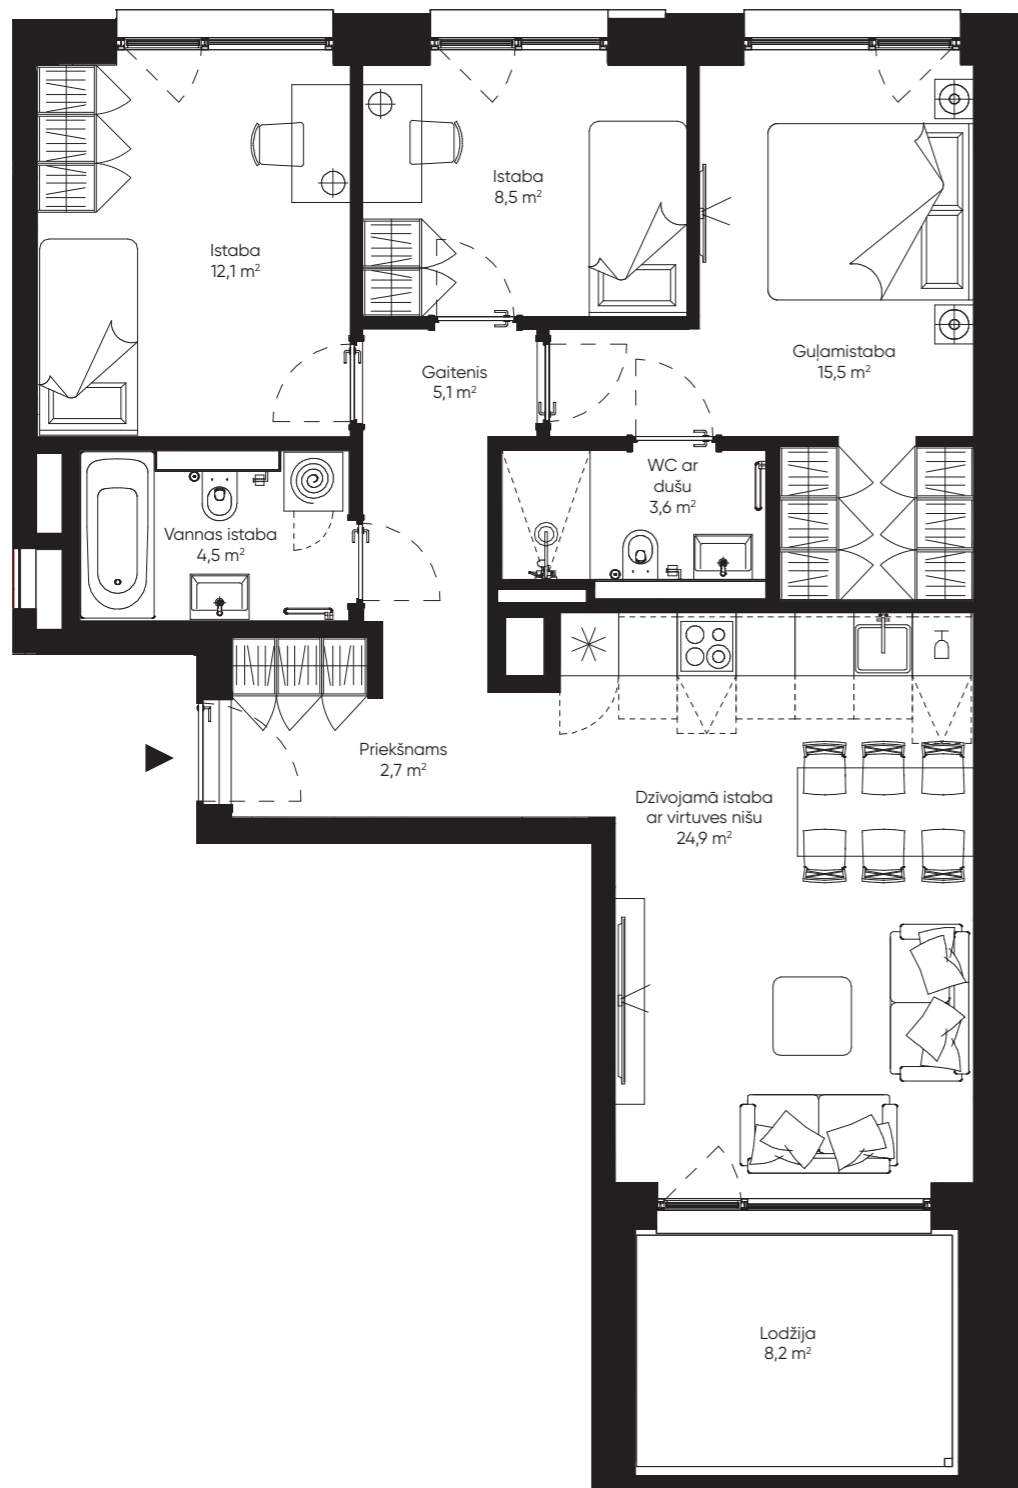 Istaba
8,5 m²
Istaba
12,1 m²
Guļamistaba
15,5 m²
Gaitenis
5,1 m²
WC ar
dušu
3,6 m²
Vannas istaba
4,5 m²
Priekšnams
2,7 m²
Dzīvojamā istaba
ar virtuves nišu
24,9 m²
Lodžija
8,2 m²